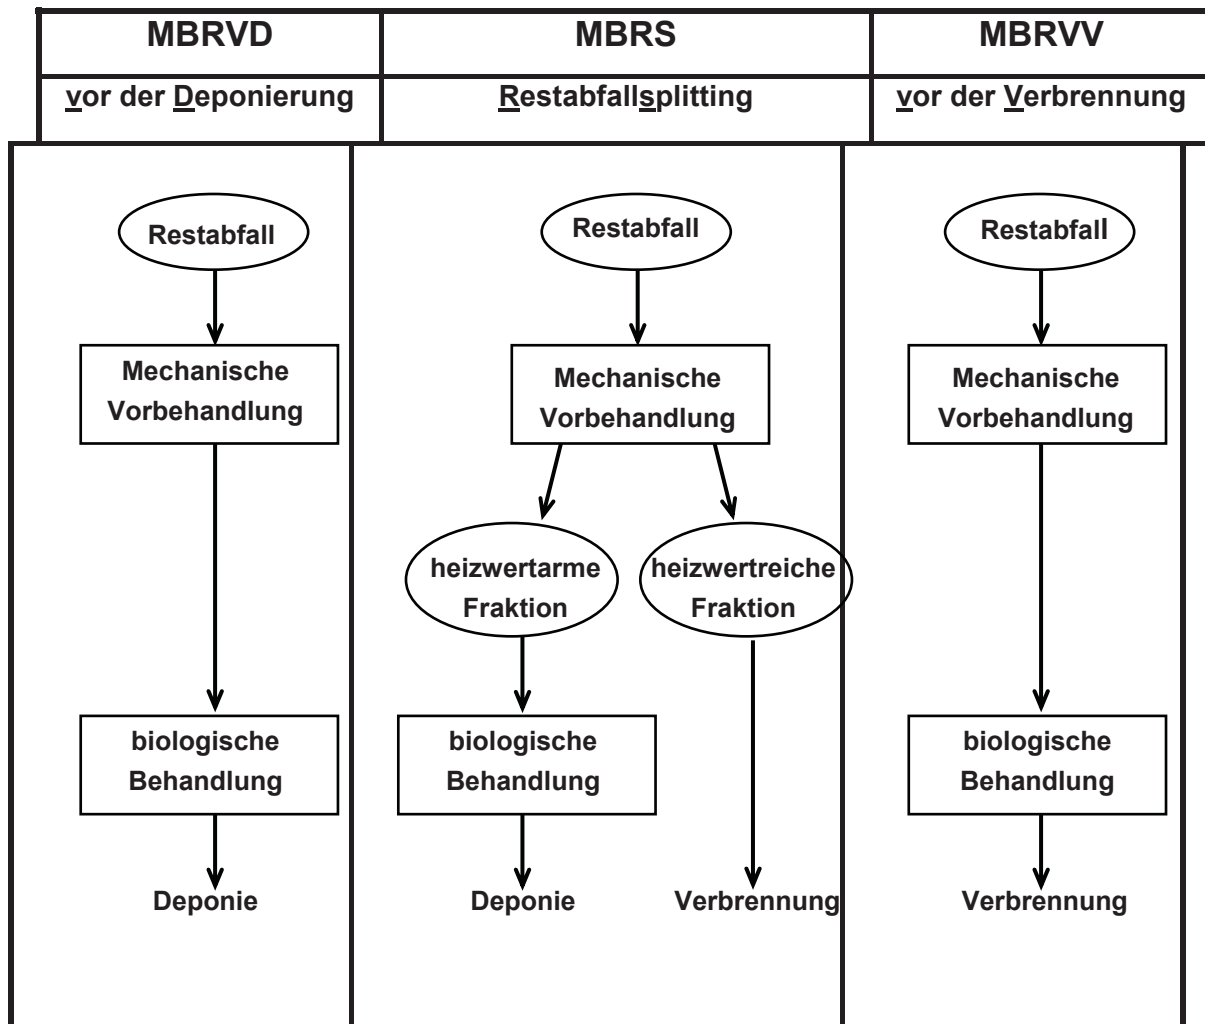 MBRVD
MBRS
MBRVV
vor der Deponierung
Restabfallsplitting
vor der Verbrennung
Restabfall
Mechanische
Vorbehandlung
biologische
Behandlung
Deponie
Restabfall
Mechanische
Vorbehandlung
heizwertarme
Fraktion
heizwertreiche
Fraktion
biologische
Behandlung
Deponie
Verbrennung
Restabfall
Mechanische
Vorbehandlung
biologische
Behandlung
Verbrennung